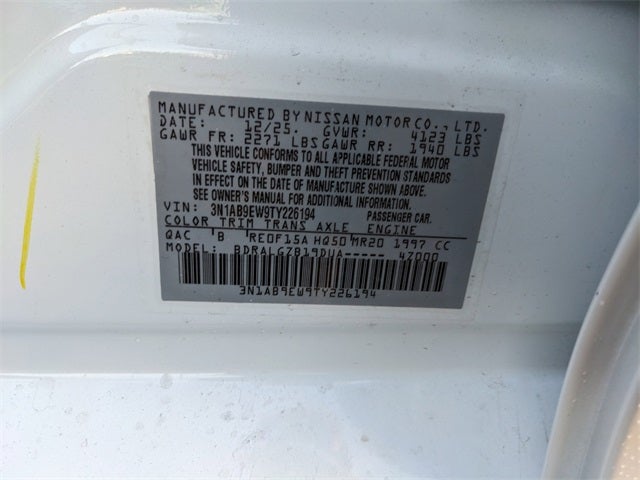 MANUFACTURED BY NISSAN MOTOR CO., LTD.
DATE: 12/25. GVWR: 4123 LBS
GAWR FR: 2271 LBS GAWR RR: 1940 LBS
THIS VEHICLE CONFORMS TO ALL APPLICABLE FEDERAL MOTOR
VEHICLE SAFETY, BUMPER AND THEFT PREVENTION STANDARDS
IN EFFECT ON THE DATE OF MANUFACTURE SHOWN ABOVE.
SEE OWNER'S MANUAL FOR ADDITIONAL INFORMATION
VIN: 3N1AB9EW9TY226194 PASSENGER CAR.
COLOR TRIM TRANS AXLE ENGINE
QAC B RE0F15A HQ50 MR20 1997 CC
MODEL: BDRALGZB19DUA----- 47000
3N1AB9EW9TY226194